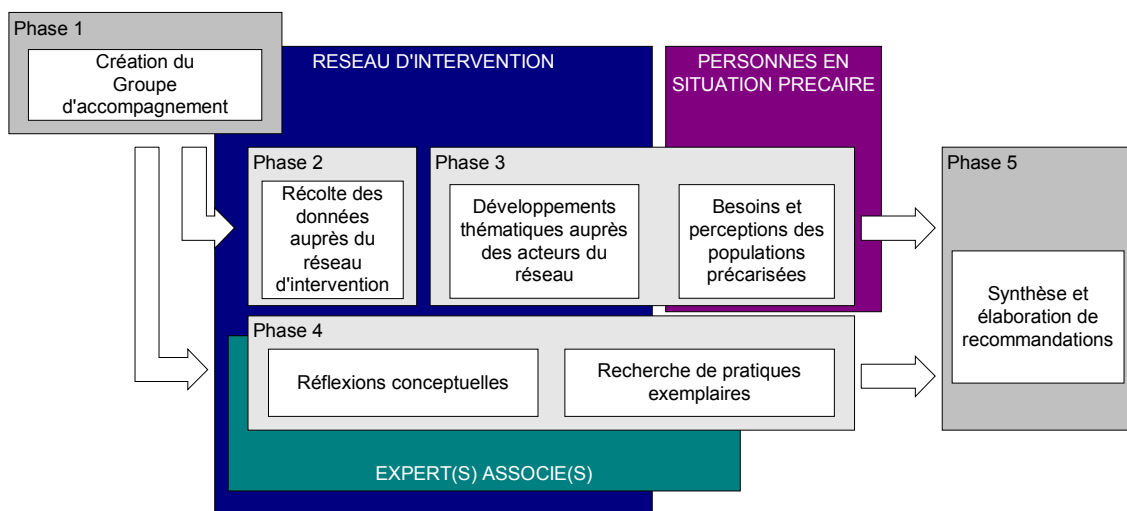 Phase 1
Création du
Groupe
d'accompagnement
RESEAU D'INTERVENTION
PERSONNES EN
SITUATION PRECAIRE
Phase 2
Récolte des
données
auprès du
réseau
d'intervention
Phase 3
Développements
thématiques auprès
des acteurs du
réseau
Besoins et
perceptions des
populations
précarisées
Phase 4
Réflexions conceptuelles
Recherche de pratiques
exemplaires
EXPERT(S) ASSOCIE(S)
Phase 5
Synthèse et
élaboration de
recommandations